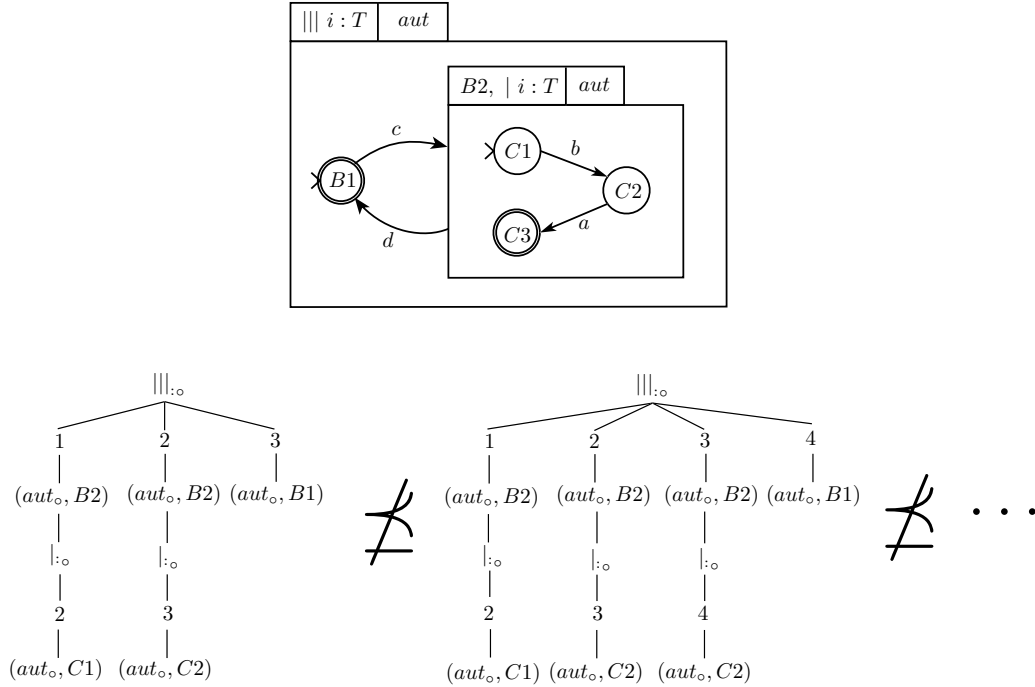 ||| i : T aut
B2, | i : T aut
c
C1
b
B1
C2
C3
a
d
|||:∘ |||:∘
1 2 3 1 2 3 4
(aut∘, B2) (aut∘, B2) (aut∘, B1) ⋠ (aut∘, B2) (aut∘, B2) (aut∘, B2) (aut∘, B1) ⋠ · · ·
|:∘ |:∘ |:∘ |:∘ |:∘
2 3 2 3 4
(aut∘, C1) (aut∘, C2) (aut∘, C1) (aut∘, C2) (aut∘, C2)